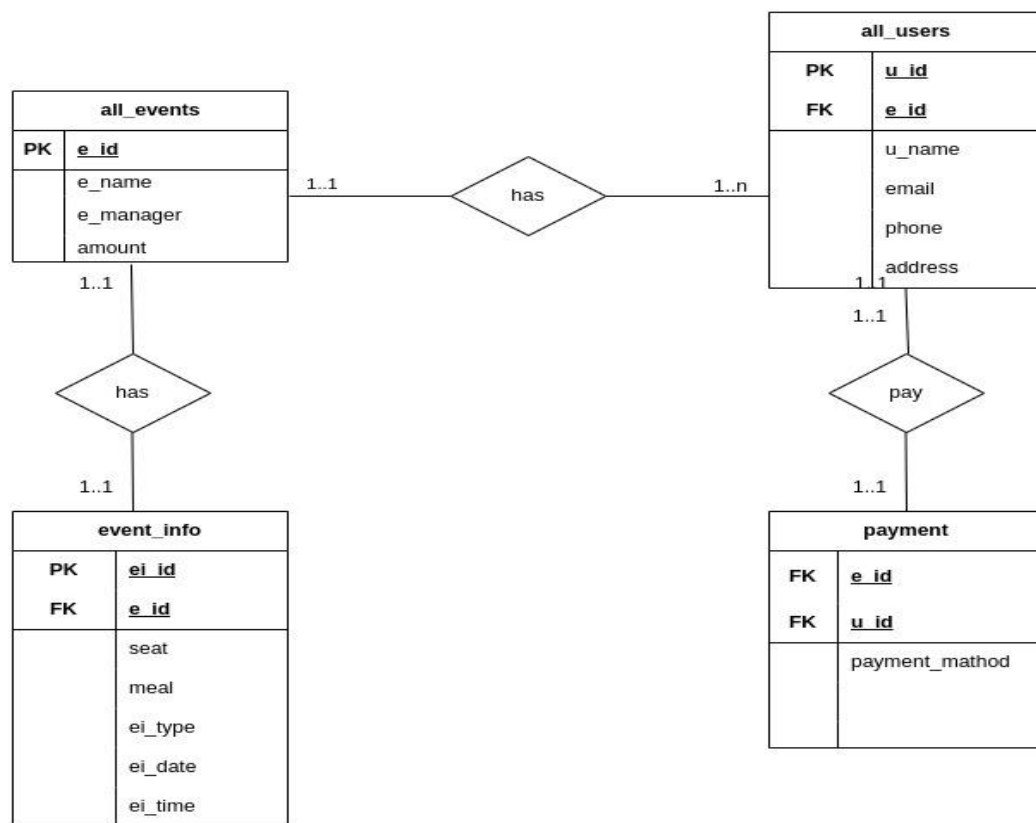 all_users
PK u_id
FK e_id
u_name
email
phone
address
1..1
all_events
PK e_id
e_name
e_manager
amount
1..1
has
1..n
1..1
has
1..1
1..1
pay
1..1
event_info
PK ei_id
FK e_id
seat
meal
ei_type
ei_date
ei_time
payment
FK e_id
FK u_id
payment_mathod